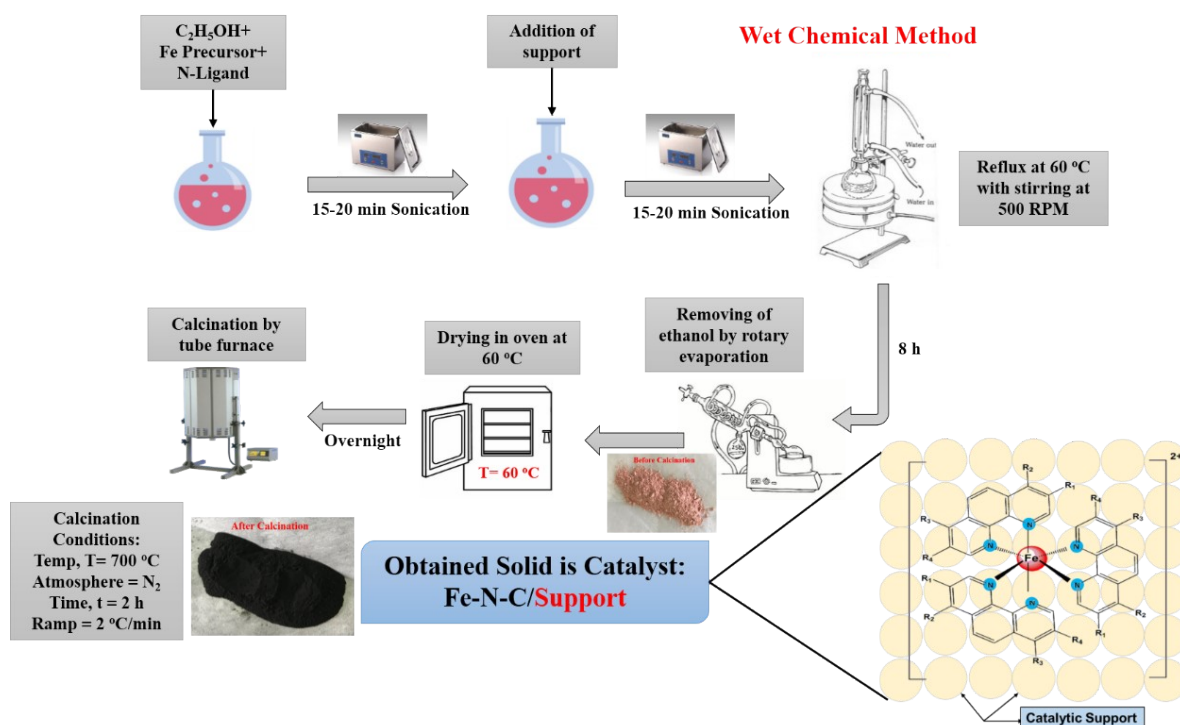 C₂H₅OH+
Fe Precursor+
N-Ligand
Addition of
support
Wet Chemical Method
15-20 min Sonication
15-20 min Sonication
Water out
Water in
Reflux at 60 °C
with stirring at
500 RPM
8 h
Removing of
ethanol by rotary
evaporation
Drying in oven at
60 °C
T= 60 °C
Before Calcination
Overnight
Calcination by
tube furnace
Calcination
Conditions:
Temp, T= 700 °C
Atmosphere = N₂
Time, t = 2 h
Ramp = 2 °C/min
After Calcination
Obtained Solid is Catalyst:
Fe-N-C/Support
2+
R₂
R₁
R₄
R₃
R₃
N
R₄
N
Fe
N
R₁
N
N
R₂
N
R₄
R₁
R₂
R₃
Catalytic Support